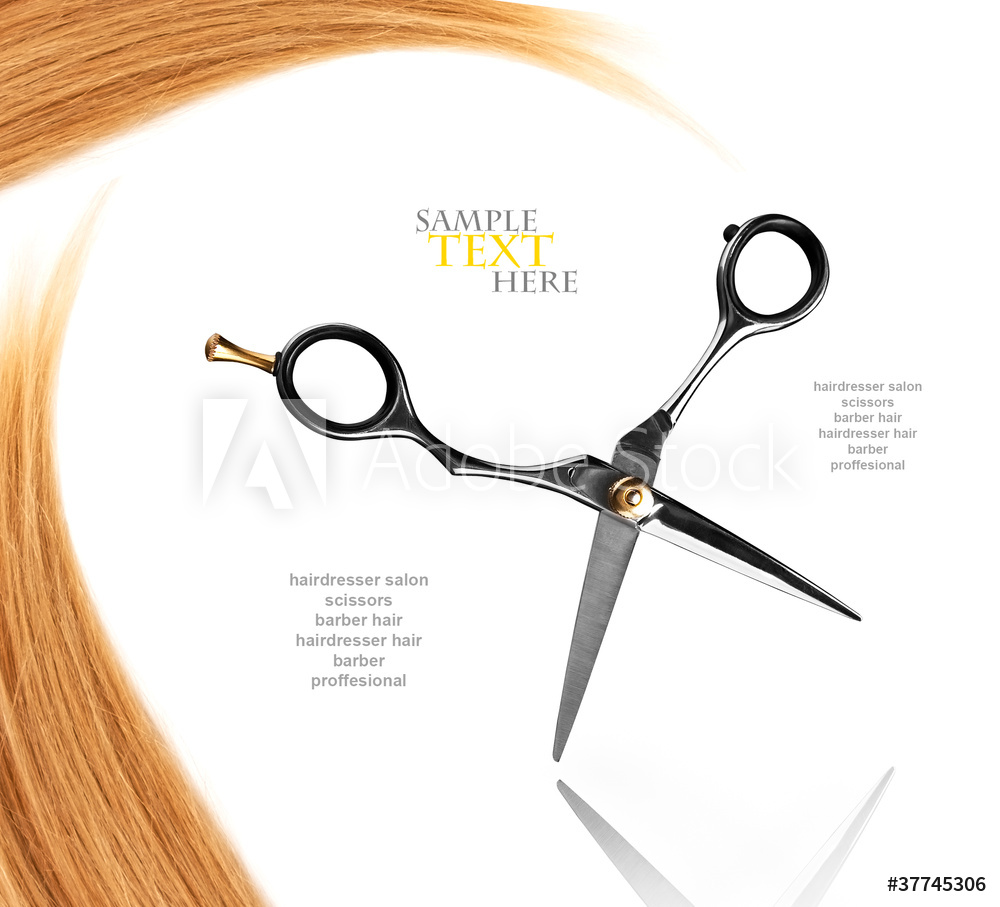 SAMPLE
TEXT
HERE
hairdresser salon
scissors
barber hair
hairdresser hair
barber
proffesional
Adobe Stock
hairdresser salon
scissors
barber hair
hairdresser hair
barber
proffesional
#37745306